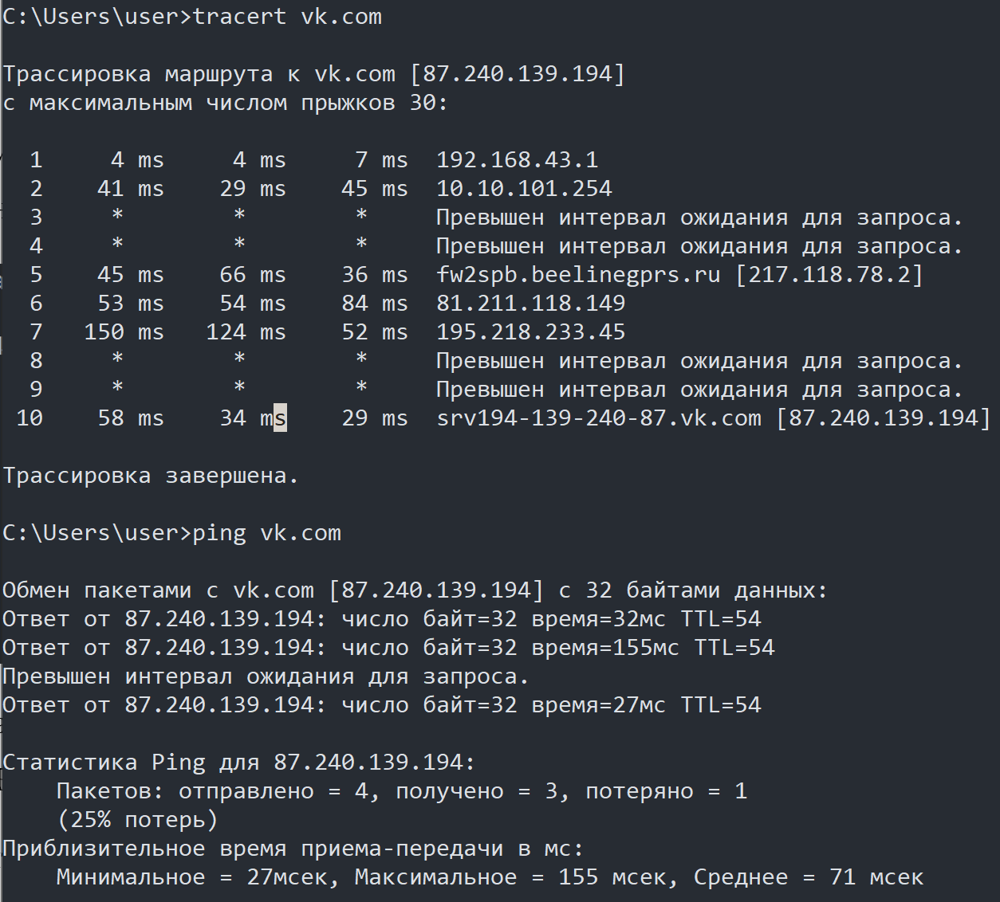 C:\Users\user>tracert vk.com
Трассировка маршрута к vk.com [87.240.139.194]
с максимальным числом прыжков 30:
1 4 ms 4 ms 7 ms 192.168.43.1
2 41 ms 29 ms 45 ms 10.10.101.254
3 * * * Превышен интервал ожидания для запроса.
4 * * * Превышен интервал ожидания для запроса.
5 45 ms 66 ms 36 ms fw2spb.beelinegprs.ru [217.118.78.2]
6 53 ms 54 ms 84 ms 81.211.118.149
7 150 ms 124 ms 52 ms 195.218.233.45
8 * * * Превышен интервал ожидания для запроса.
9 * * * Превышен интервал ожидания для запроса.
10 58 ms 34 ms 29 ms srv194-139-240-87.vk.com [87.240.139.194]
Трассировка завершена.
C:\Users\user>ping vk.com
Обмен пакетами с vk.com [87.240.139.194] с 32 байтами данных:
Ответ от 87.240.139.194: число байт=32 время=32мс TTL=54
Ответ от 87.240.139.194: число байт=32 время=155мс TTL=54
Превышен интервал ожидания для запроса.
Ответ от 87.240.139.194: число байт=32 время=27мс TTL=54
Статистика Ping для 87.240.139.194:
Пакетов: отправлено = 4, получено = 3, потеряно = 1
(25% потерь)
Приблизительное время приема-передачи в мс:
Минимальное = 27мсек, Максимальное = 155 мсек, Среднее = 71 мсек